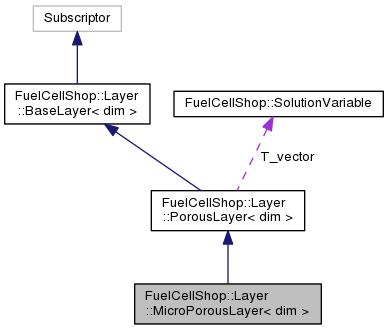 Subscriptor
FuelCellShop::Layer
::BaseLayer< dim >
FuelCellShop::SolutionVariable
T_vector
FuelCellShop::Layer
::PorousLayer< dim >
FuelCellShop::Layer
::MicroPorousLayer< dim >